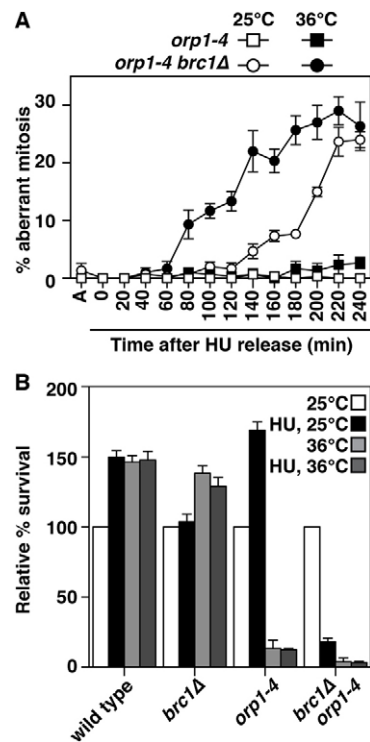 A
25°C 36°C
orp1-4
orp1-4 brc1Δ
% aberrant mitosis
30
20
10
0
A 0 20 40 60 80 100 120 140 160 180 200 220 240
Time after HU release (min)
B
Relative % survival
200
150
100
50
0
25°C
HU, 25°C
36°C
HU, 36°C
wild type
brc1Δ
orp1-4
brc1Δ
orp1-4